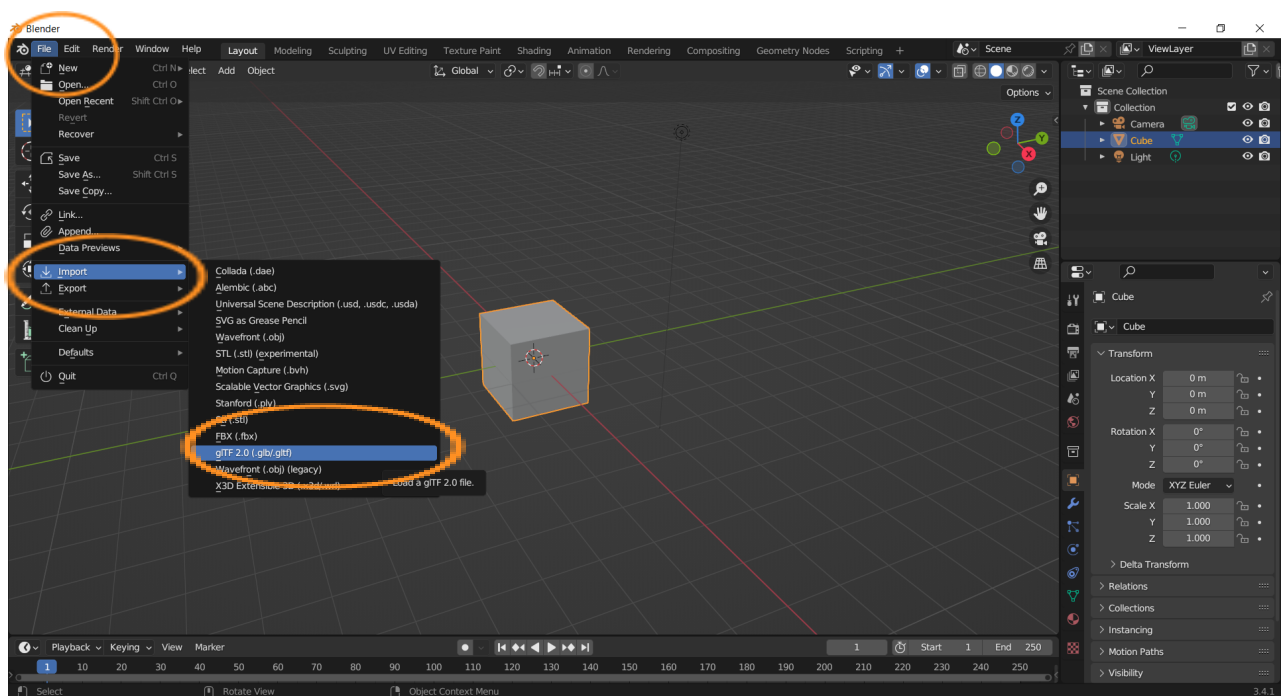 Blender
File Edit Render Window Help Layout Modeling Sculpting UV Editing Texture Paint Shading Animation Rendering Compositing Geometry Nodes Scripting + Scene ViewLayer
New Ctrl N
Select Add Object Global
Open... Ctrl O
Open Recent Shift Ctrl O
Revert
Recover
Save Ctrl S
Save As... Shift Ctrl S
Save Copy...
Link...
Append...
Data Previews
Import
Export
External Data
Clean Up
Defaults
Quit Ctrl Q
Collada (.dae)
Alembic (.abc)
Universal Scene Description (.usd, .usdc, .usda)
SVG as Grease Pencil
Wavefront (.obj)
STL (.stl) (experimental)
Motion Capture (.bvh)
Scalable Vector Graphics (.svg)
Stanford (.ply)
Stl (.stl)
FBX (.fbx)
glTF 2.0 (.glb/.gltf)
Wavefront (.obj) (legacy)
X3D Extensible 3D (.x3d/.wrl)
Load a glTF 2.0 file.
Options
Z
Y
X
Scene Collection
Collection
Camera
Cube
Light
Cube
Cube
Transform
Location X 0 m
Y 0 m
Z 0 m
Rotation X 0°
Y 0°
Z 0°
Mode XYZ Euler
Scale X 1.000
Y 1.000
Z 1.000
Delta Transform
Relations
Collections
Instancing
Motion Paths
Visibility
Playback Keying View Marker 1 Start 1 End 250
1 10 20 30 40 50 60 70 80 90 100 110 120 130 140 150 160 170 180 190 200 210 220 230 240 250
Select Rotate View Object Context Menu 3.4.1